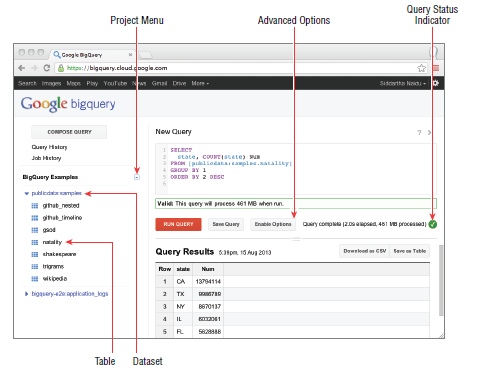 Query Status
Indicator
Project Menu
Advanced Options
Google BigQuery
https://bigquery.cloud.google.com
Search Images Maps Play YouTube News Gmail Drive More
Siddartha Naidu
Google bigquery
COMPOSE QUERY
New Query
Query History
Job History
1 SELECT
2 state, COUNT(state) NUM
3 FROM [publicdata:samples.natality]
4 GROUP BY 1
5 ORDER BY 2 DESC
BigQuery Examples
publicdata:samples
github_nested
github_timeline
gsod
natality
shakespeare
trigrams
wikipedia
bigquery-e2e:application_logs
Valid: This query will process 461 MB when run.
RUN QUERY Save Query Enable Options Query complete (2.0s elapsed, 461 MB processed)
Query Results 5:39pm, 15 Aug 2013 Download as CSV Save as Table
Row state Num
1 CA 13794114
2 TX 9986789
3 NY 8670137
4 IL 6032061
5 FL 5628888
Table
Dataset